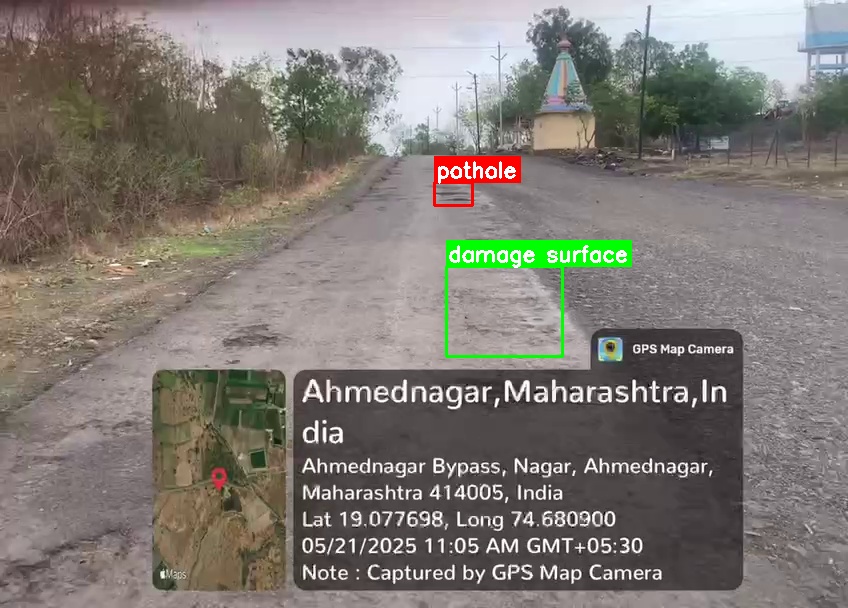 pothole
damage surface
GPS Map Camera
Ahmednagar,Maharashtra,In
dia
Ahmednagar Bypass, Nagar, Ahmednagar,
Maharashtra 414005, India
Lat 19.077698, Long 74.680900
05/21/2025 11:05 AM GMT+05:30
Note : Captured by GPS Map Camera
Maps